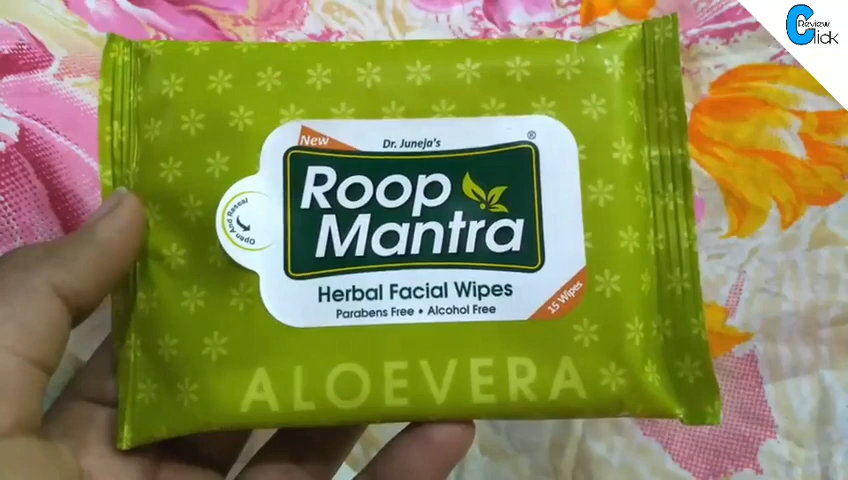 Review
Click
New
Dr. Juneja's
®
Roop
Mantra
Open And Reseal
Herbal Facial Wipes
Parabens Free • Alcohol Free
15 Wipes
ALOEVERA